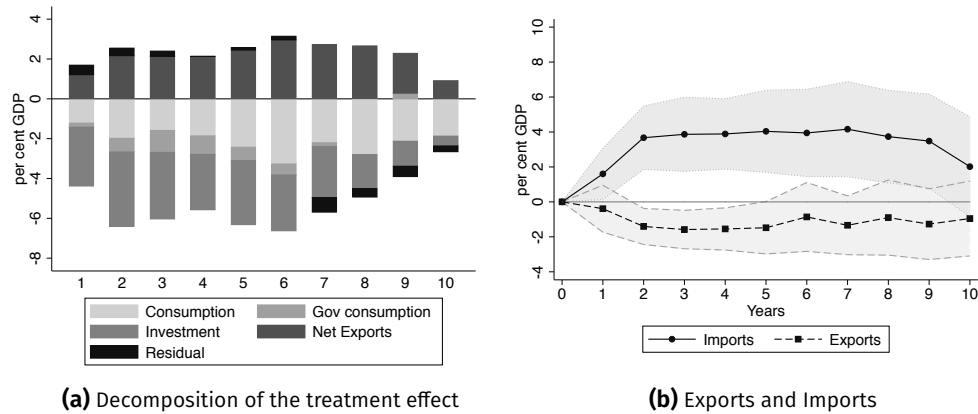 4
2
0
-2
-4
-6
-8
per cent GDP
1 2 3 4 5 6 7 8 9 10
Consumption
Gov consumption
Investment
Net Exports
Residual
(a) Decomposition of the treatment effect
10
8
6
4
2
0
-2
-4
per cent GDP
0 1 2 3 4 5 6 7 8 9 10
Years
Imports
Exports
(b) Exports and Imports